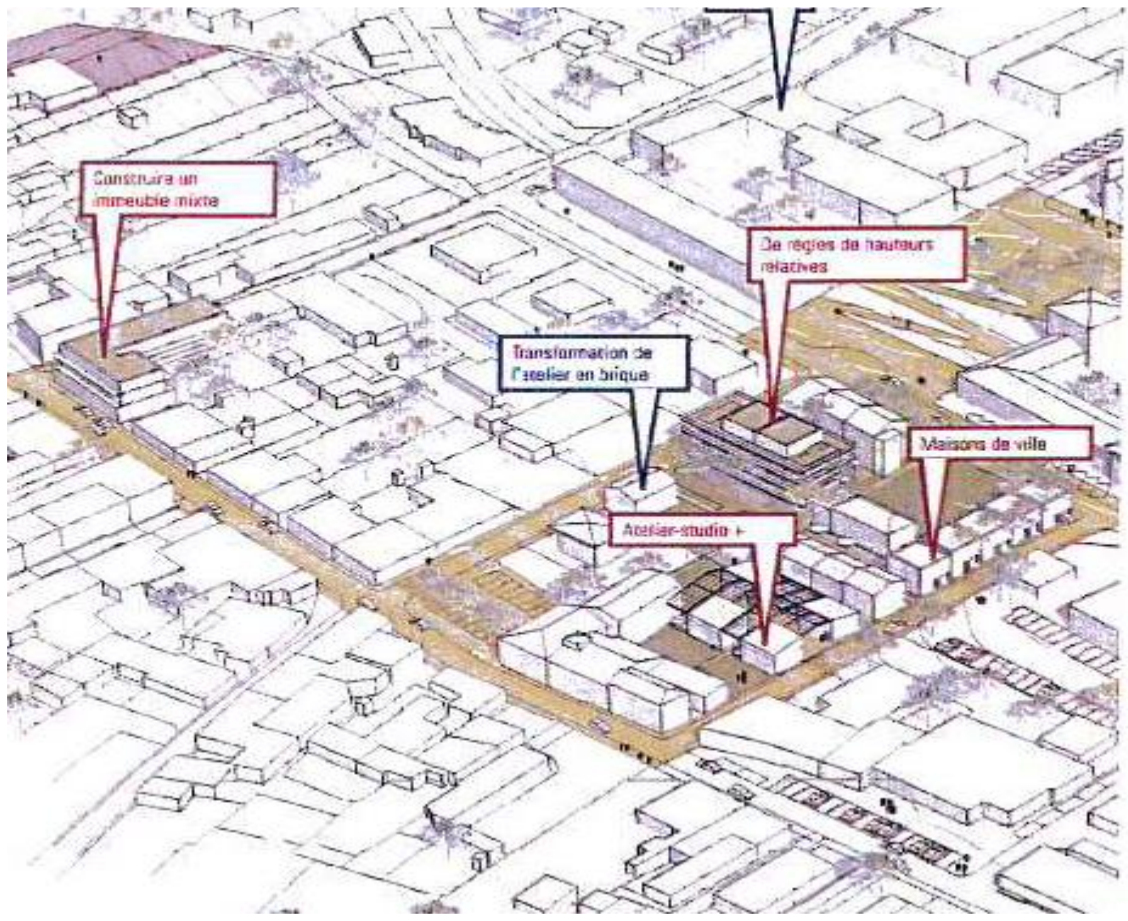 Construire un
immeuble mixte
De règles de hauteurs
relatives
Transformation de
l'atelier en brique
Maisons de ville
Atelier-studio +